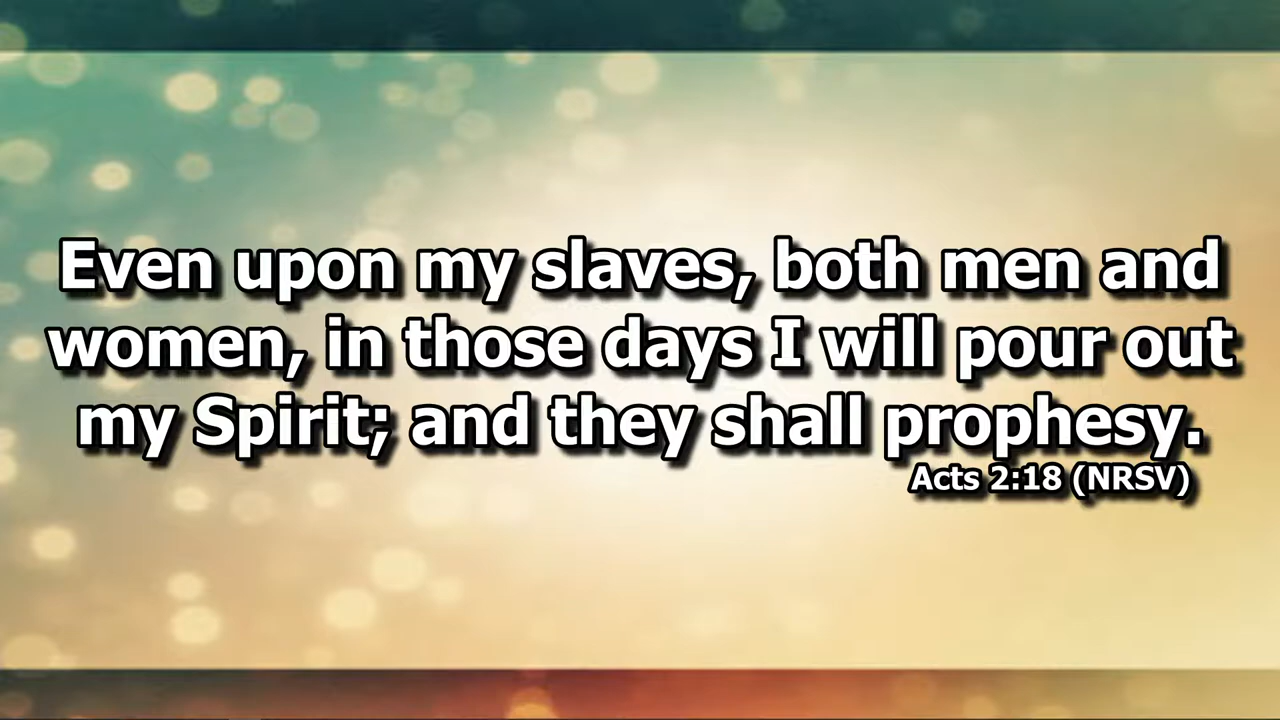 Even upon my slaves, both men and
women, in those days I will pour out
my Spirit; and they shall prophesy.
Acts 2:18 (NRSV)